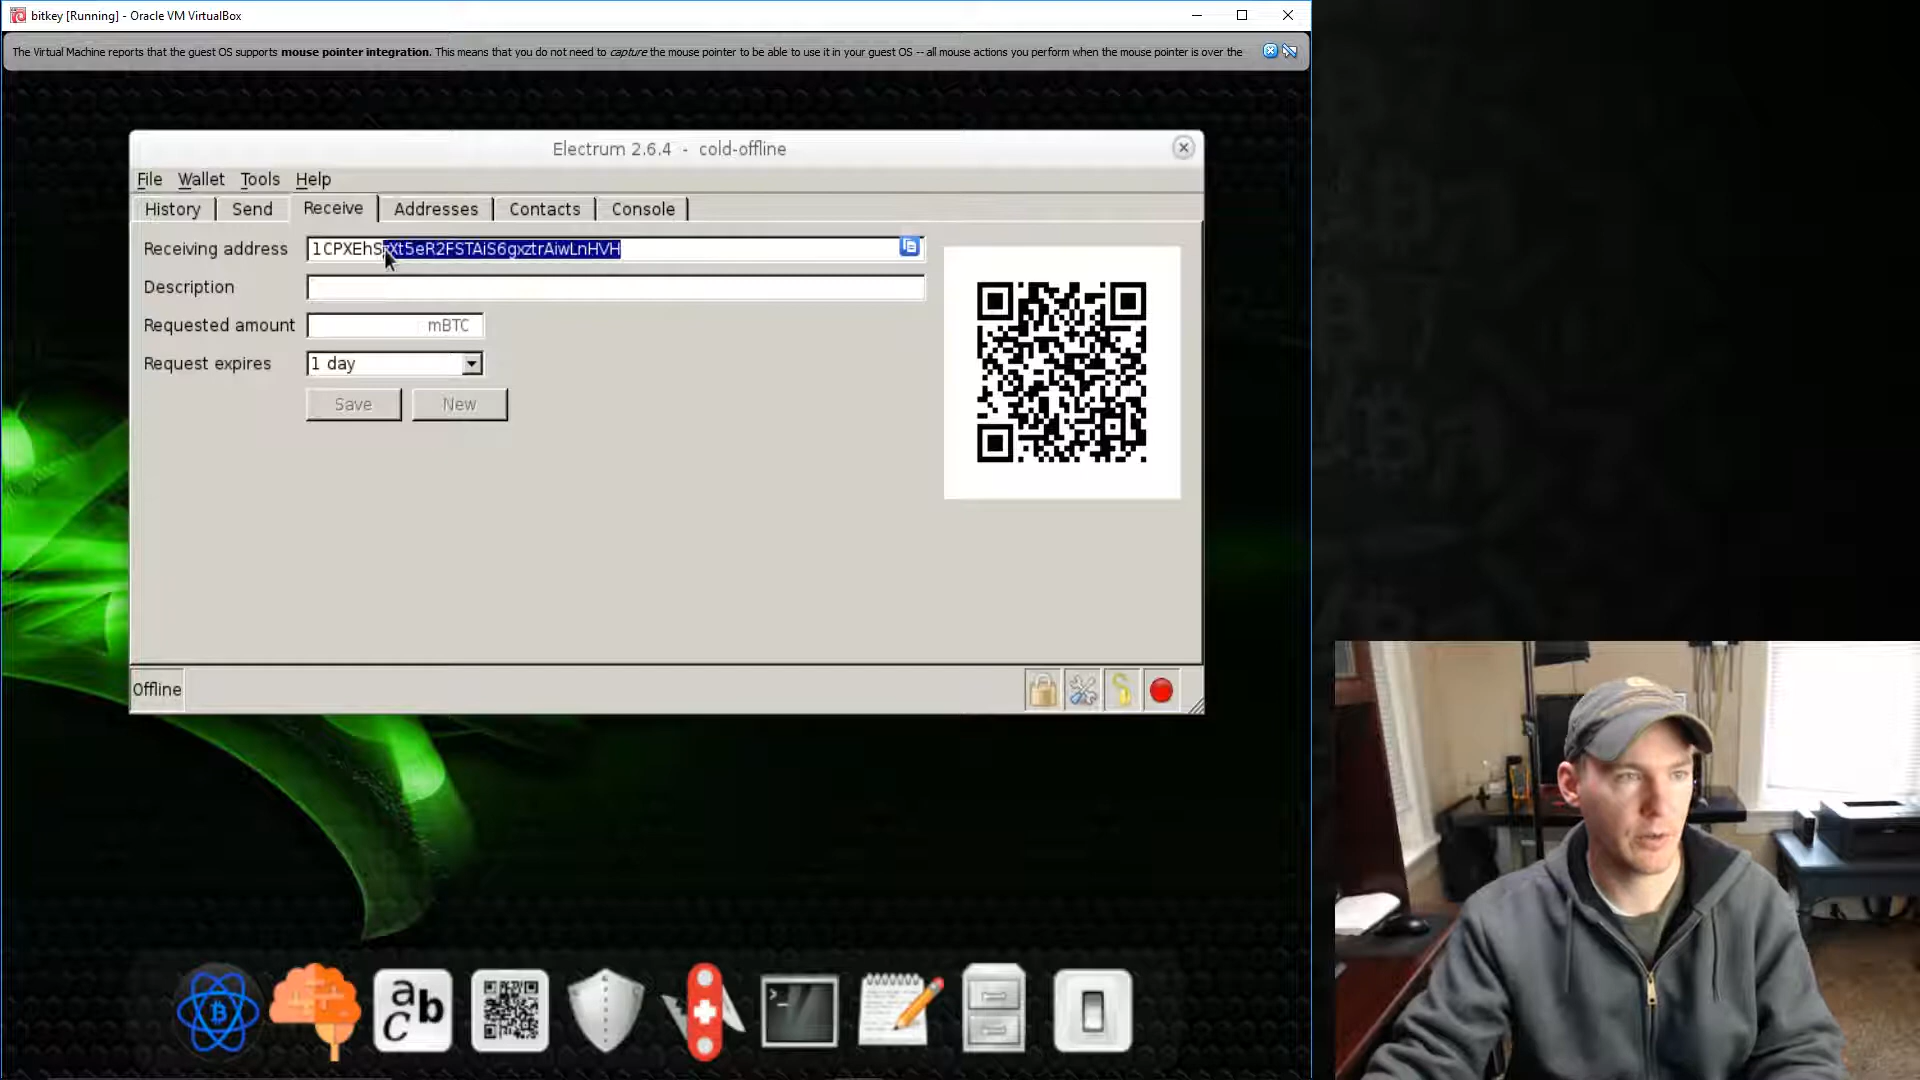 bitkey [Running] - Oracle VM VirtualBox
The Virtual Machine reports that the guest OS supports mouse pointer integration. This means that you do not need to capture the mouse pointer to be able to use it in your guest OS -- all mouse actions you perform when the mouse pointer is over the
Electrum 2.6.4 - cold-offline
File Wallet Tools Help
History Send Receive Addresses Contacts Console
Receiving address
Description
Requested amount mBTC
Request expires 1 day
Save New
Offline
ab
c